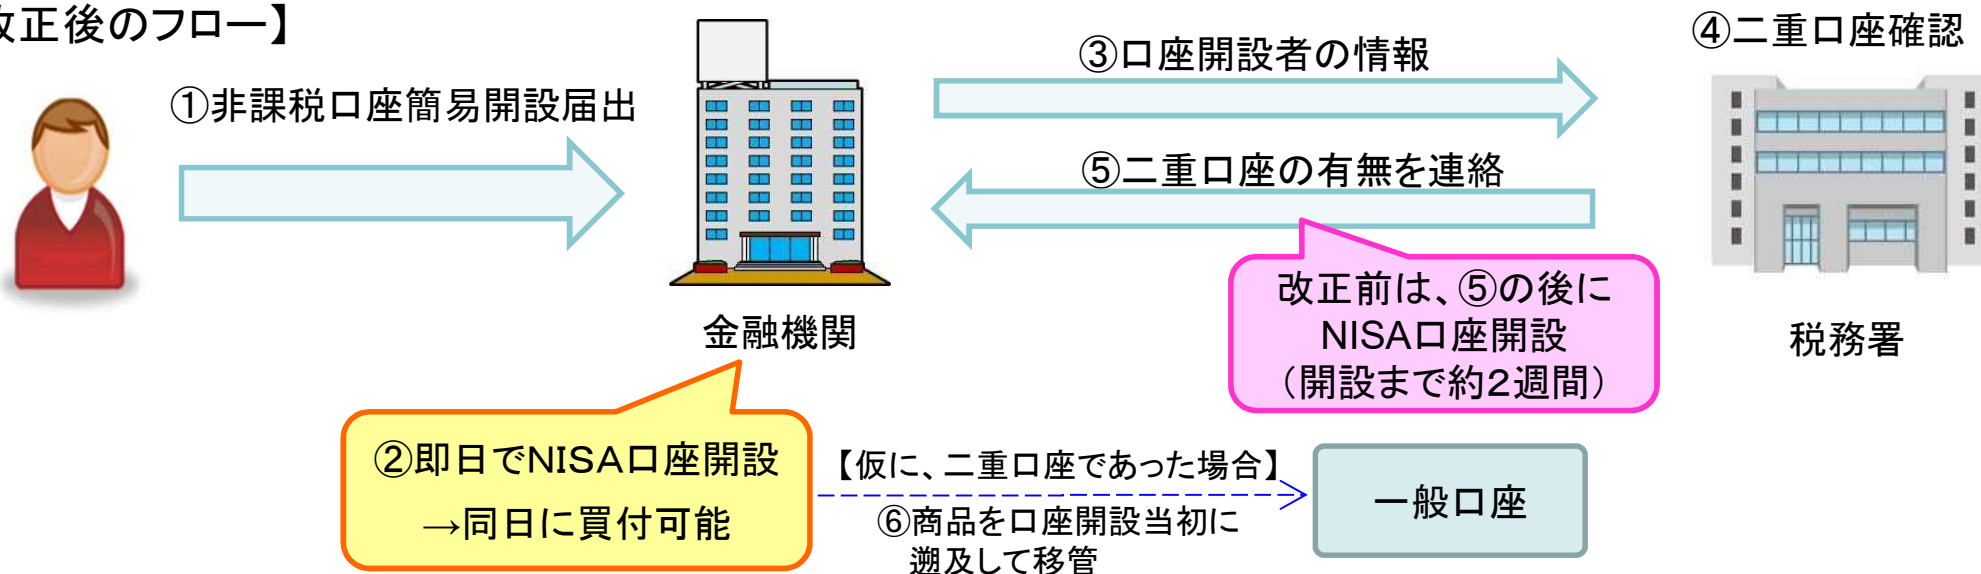 改正後のフロー】
④二重口座確認
③口座開設者の情報
①非課税口座簡易開設届出
⑤二重口座の有無を連絡
改正前は、⑤の後に
NISA口座開設
（開設まで約2週間）
金融機関
税務署
②即日でNISA口座開設
→同日に買付可能
【仮に、二重口座であった場合】
⑥商品を口座開設当初に
遡及して移管
一般口座